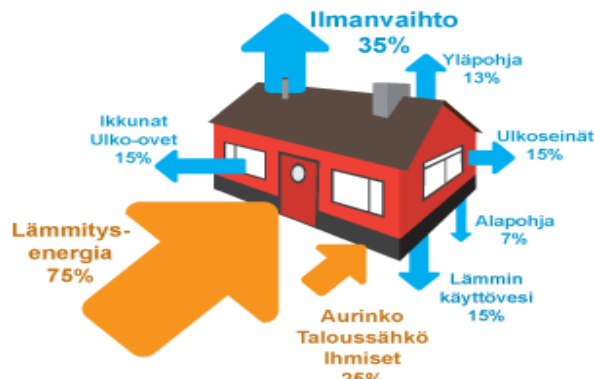 Ilmanvaihto
35%
Yläpohja
13%
Ikkunat
Ulko-ovet
15%
Ulkoseinät
15%
Lämmitys-
energia
75%
Alapohja
7%
Lämmin
käyttövesi
15%
Aurinko
Taloussähkö
Ihmiset
25%